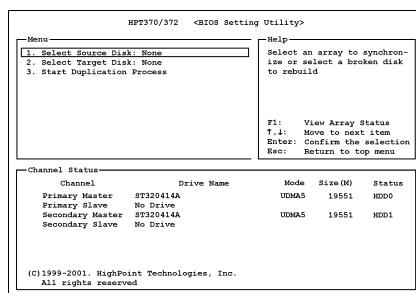 HPT370/372 <BIOS Setting Utility>
Menu
1. Select Source Disk: None
2. Select Target Disk: None
3. Start Duplication Process
Help
Select an array to synchron-
ize or select a broken disk
to rebuild
F1: View Array Status
↑,↓: Move to next item
Enter: Confirm the selection
Esc: Return to top menu
Channel Status
Channel Drive Name Mode Size(M) Status
Primary Master ST320414A UDMA5 19551 HDD0
Primary Slave No Drive
Secondary Master ST320414A UDMA5 19551 HDD1
Secondary Slave No Drive
(C)1999-2001. HighPoint Technologies, Inc.
All rights reserved